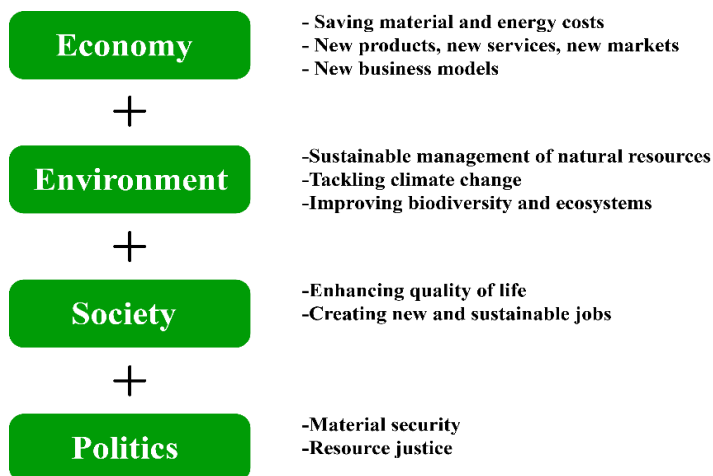 Economy
- Saving material and energy costs
- New products, new services, new markets
- New business models
+
Environment
-Sustainable management of natural resources
-Tackling climate change
-Improving biodiversity and ecosystems
+
Society
-Enhancing quality of life
-Creating new and sustainable jobs
+
Politics
-Material security
-Resource justice